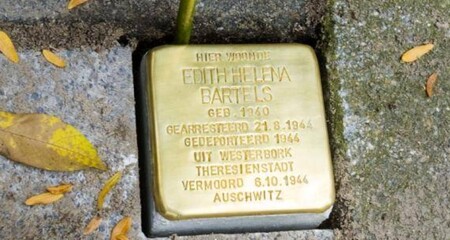 HIER WOONDE
EDITH HELENA
BARTELS
GEB. 1940
GEARRESTEERD 21.8.1944
GEDEPORTEERD 1944
UIT WESTERBORK
THERESIENSTADT
VERMOORD 6.10.1944
AUSCHWITZ